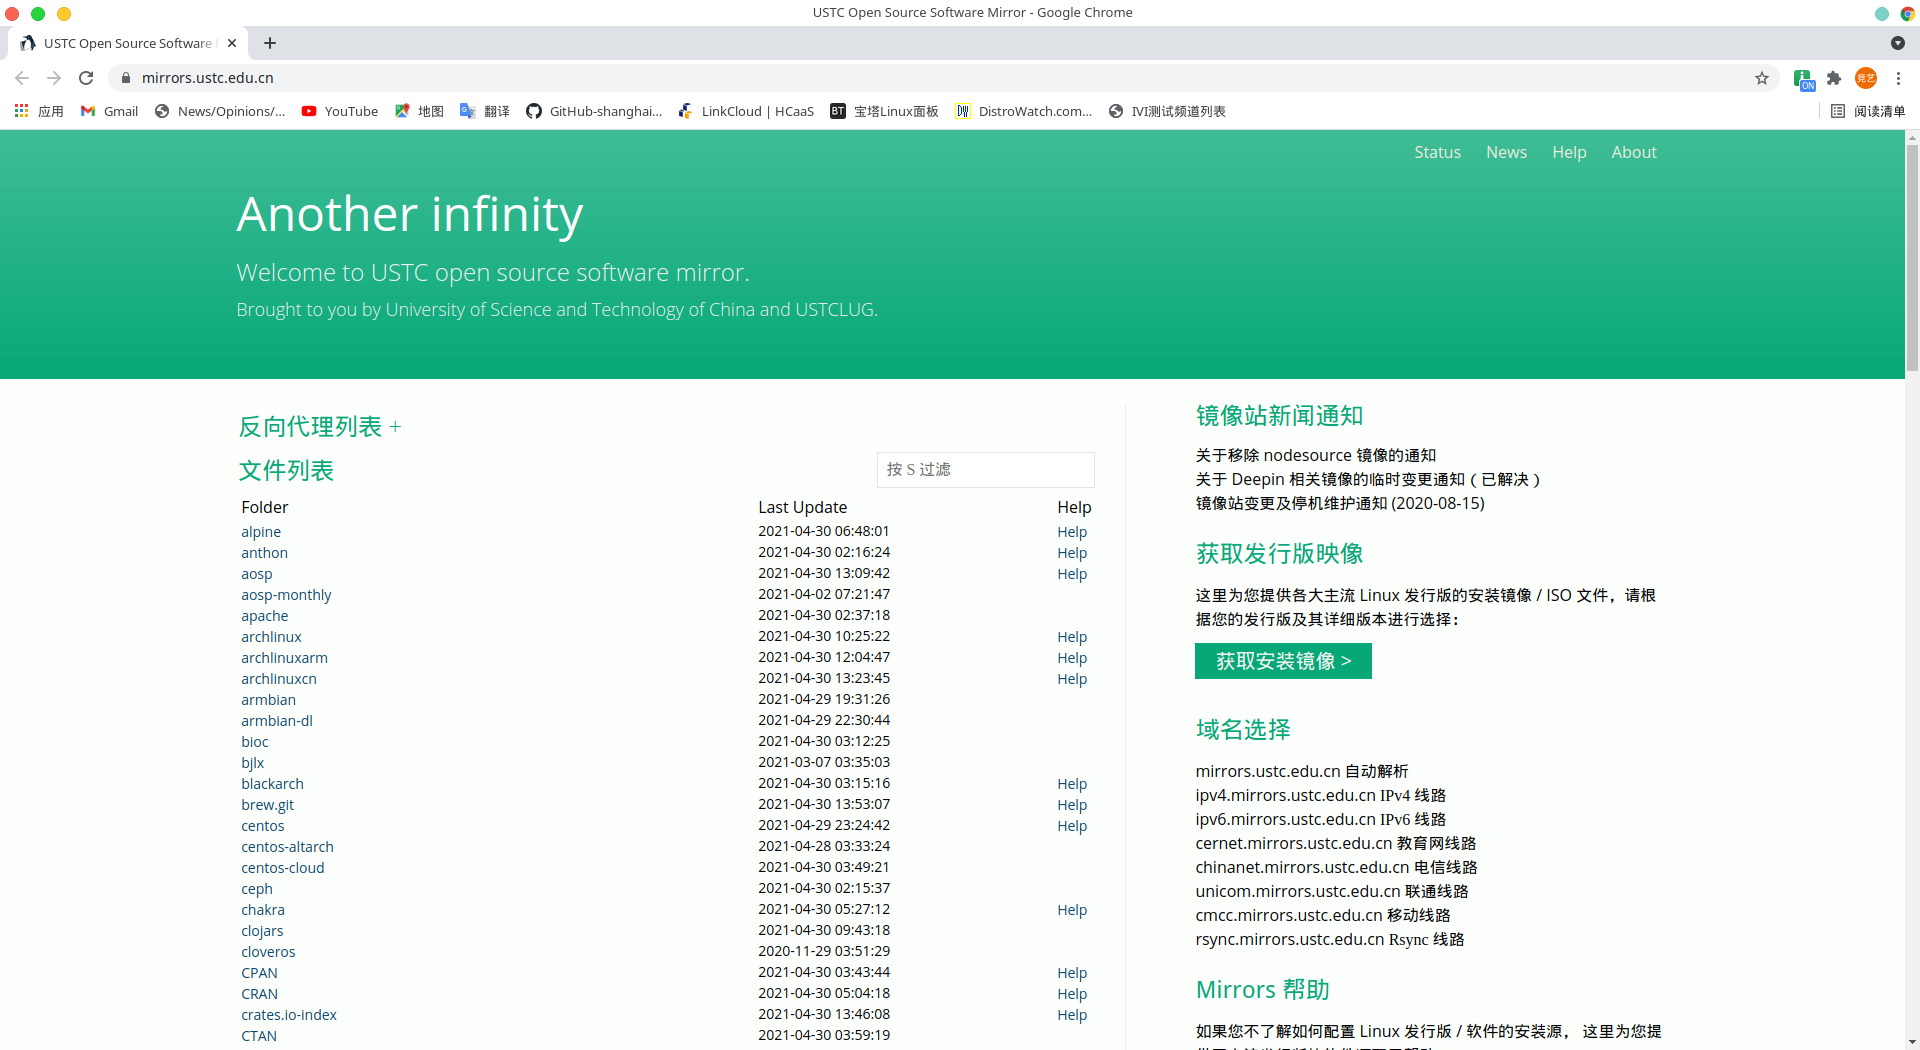 USTC Open Source Software Mirror - Google Chrome
USTC Open Source Software
mirrors.ustc.edu.cn
ON
竞艺
应用
Gmail
News/Opinions/...
YouTube
地图
翻译
GitHub-shanghai...
LinkCloud | HCaaS
BT 宝塔Linux面板
DW DistroWatch.com...
IVI测试频道列表
阅读清单
Status News Help About
Another infinity
Welcome to USTC open source software mirror.
Brought to you by University of Science and Technology of China and USTCLUG.
反向代理列表 +
文件列表
按 S 过滤
Folder Last Update Help
alpine 2021-04-30 06:48:01 Help
anthon 2021-04-30 02:16:24 Help
aosp 2021-04-30 13:09:42 Help
aosp-monthly 2021-04-02 07:21:47
apache 2021-04-30 02:37:18
archlinux 2021-04-30 10:25:22 Help
archlinuxarm 2021-04-30 12:04:47 Help
archlinuxcn 2021-04-30 13:23:45 Help
armbian 2021-04-29 19:31:26
armbian-dl 2021-04-29 22:30:44
bioc 2021-04-30 03:12:25
bjlx 2021-03-07 03:35:03
blackarch 2021-04-30 03:15:16 Help
brew.git 2021-04-30 13:53:07 Help
centos 2021-04-29 23:24:42 Help
centos-altarch 2021-04-28 03:33:24
centos-cloud 2021-04-30 03:49:21
ceph 2021-04-30 02:15:37
chakra 2021-04-30 05:27:12 Help
clojars 2021-04-30 09:43:18
cloveros 2020-11-29 03:51:29
CPAN 2021-04-30 03:43:44 Help
CRAN 2021-04-30 05:04:18 Help
crates.io-index 2021-04-30 13:46:08 Help
CTAN 2021-04-30 03:59:19
镜像站新闻通知
关于移除 nodesource 镜像的通知
关于 Deepin 相关镜像的临时变更通知（已解决）
镜像站变更及停机维护通知 (2020-08-15)
获取发行版映像
这里为您提供各大主流 Linux 发行版的安装镜像 / ISO 文件，请根
据您的发行版及其详细版本进行选择：
获取安装镜像 >
域名选择
mirrors.ustc.edu.cn 自动解析
ipv4.mirrors.ustc.edu.cn IPv4 线路
ipv6.mirrors.ustc.edu.cn IPv6 线路
cernet.mirrors.ustc.edu.cn 教育网线路
chinanet.mirrors.ustc.edu.cn 电信线路
unicom.mirrors.ustc.edu.cn 联通线路
cmcc.mirrors.ustc.edu.cn 移动线路
rsync.mirrors.ustc.edu.cn Rsync 线路
Mirrors 帮助
如果您不了解如何配置 Linux 发行版 / 软件的安装源， 这里为您提